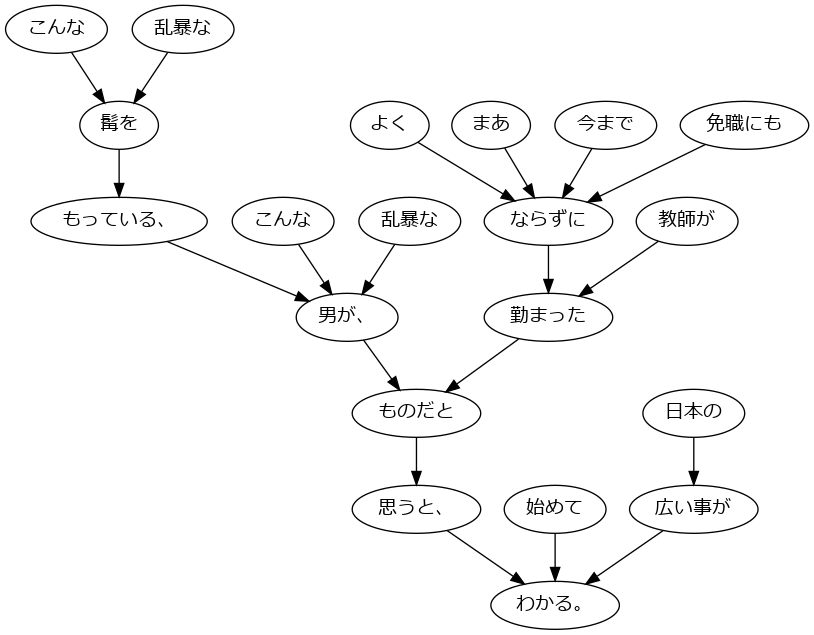 こんな
乱暴な
髯を
よく
まあ
今まで
免職にも
もっている、
こんな
乱暴な
ならずに
教師が
男が、
勤まった
ものだと
日本の
思うと、
始めて
広い事が
わかる。